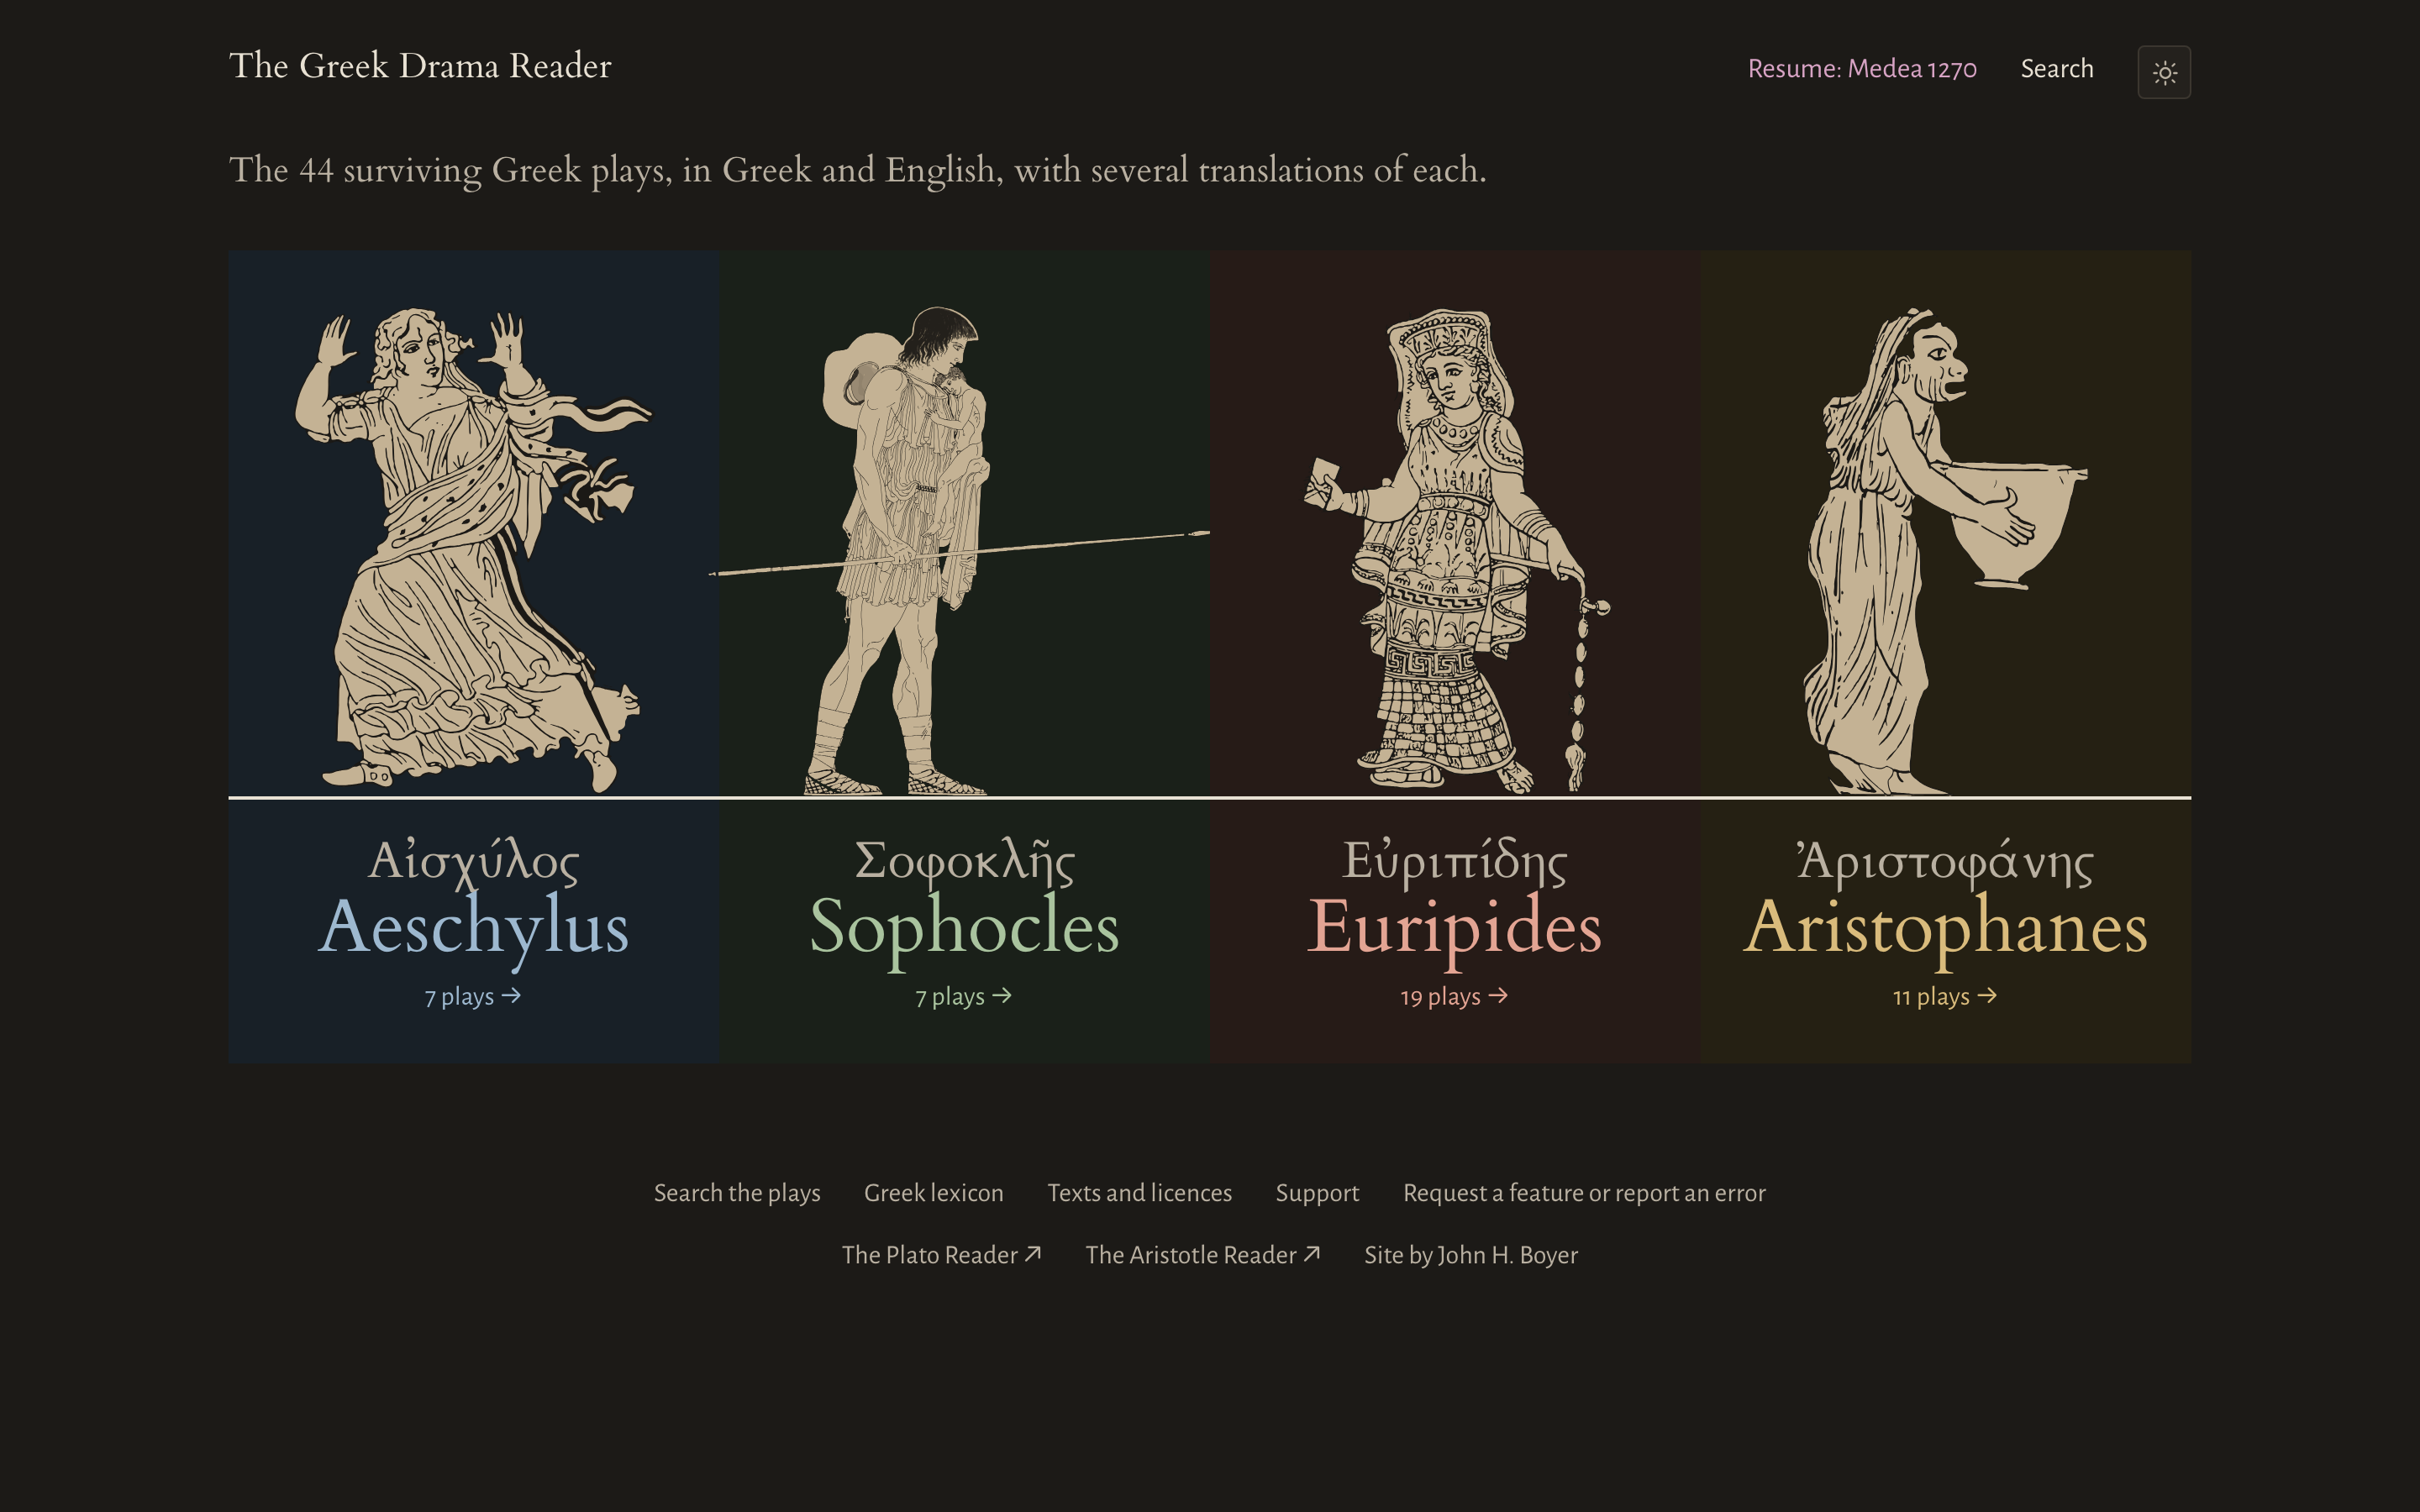 The Greek Drama Reader
Resume: Medea 1270
Search
The 44 surviving Greek plays, in Greek and English, with several translations of each.
Αἰσχύλος
Aeschylus
7 plays →
Σοφοκλῆς
Sophocles
7 plays →
Εὐριπίδης
Euripides
19 plays →
Ἀριστοφάνης
Aristophanes
11 plays →
Search the plays
Greek lexicon
Texts and licences
Support
Request a feature or report an error
The Plato Reader ↗
The Aristotle Reader ↗
Site by John H. Boyer